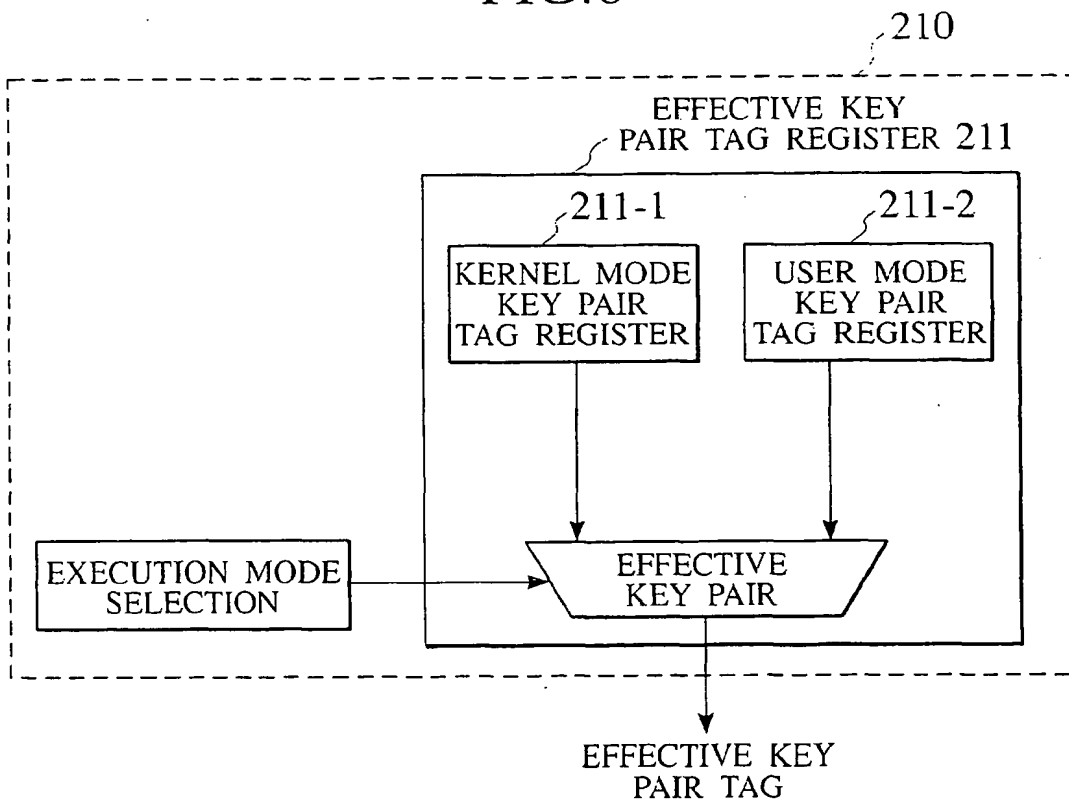 210
EFFECTIVE KEY
PAIR TAG REGISTER 211
211-1
211-2
KERNEL MODE
KEY PAIR
TAG REGISTER
USER MODE
KEY PAIR
TAG REGISTER
EXECUTION MODE
SELECTION
EFFECTIVE
KEY PAIR
EFFECTIVE KEY
PAIR TAG